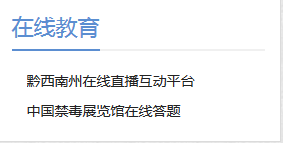 在线教育
黔西南州在线直播互动平台
中国禁毒展览馆在线答题